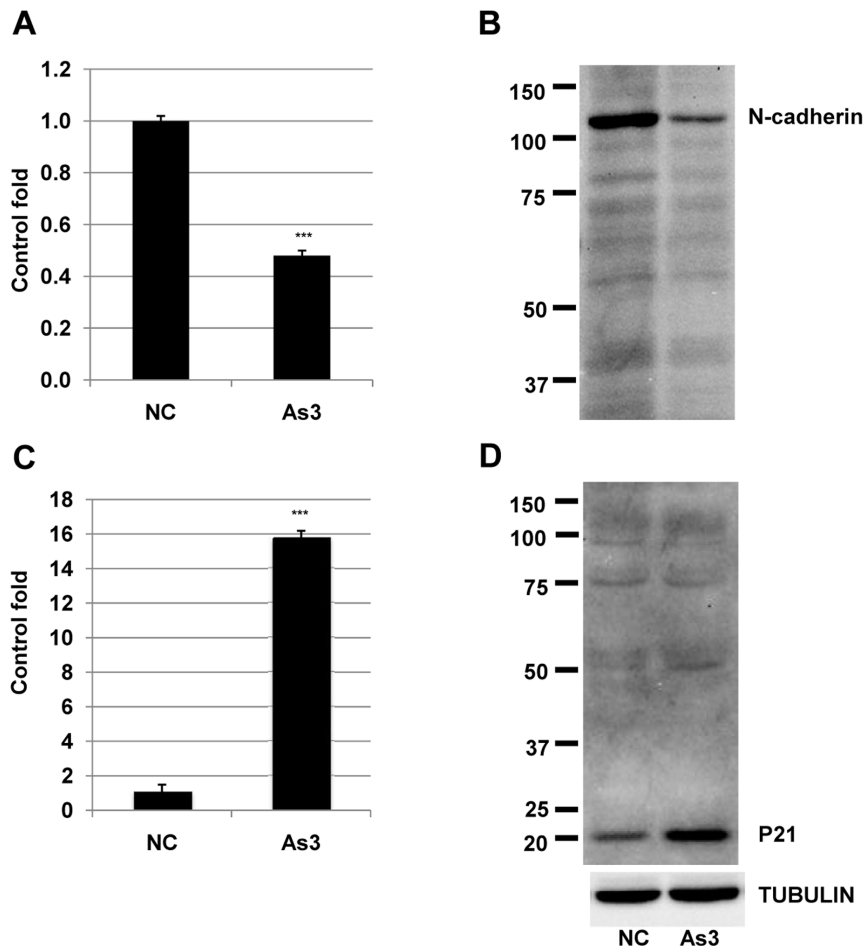 A
1.2
1.0
0.8
0.6
0.4
0.2
0.0
Control fold
***
NC As3
B
150
100
75
50
37
N-cadherin
C
18
16
14
12
10
8
6
4
2
0
Control fold
***
NC As3
D
150
100
75
50
37
25
20
P21
TUBULIN
NC As3